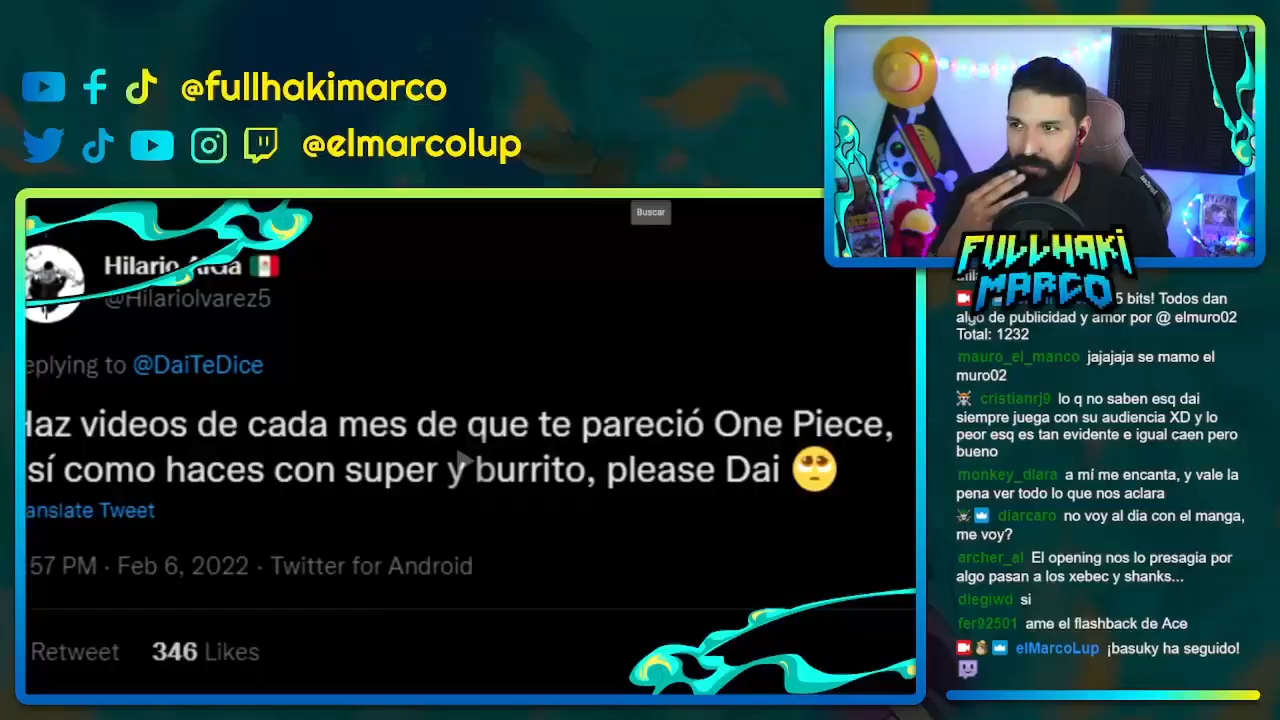 @fullhakimarco
@elmarcolup
Buscar
Hilario
@Hilariolvarez5
eplying to @DaiTeDice
Haz videos de cada mes de que te pareció One Piece,
sí como haces con super y burrito, please Dai 🥺
anslate Tweet
57 PM · Feb 6, 2022 · Twitter for Android
Retweet 346 Likes
FULLHAKI
MARCO
5 bits! Todos dan
algo de publicidad y amor por @ elmuro02
Total: 1232
mauro_el_manco jajajaja se mamo el
muro02
cristianrj9 lo q no saben esq dai
siempre juega con su audiencia XD y lo
peor esq es tan evidente e igual caen pero
bueno
monkey_dlara a mí me encanta, y vale la
pena ver todo lo que nos aclara
diarcaro no voy al dia con el manga,
me voy?
archer_al El opening nos lo presagia por
algo pasan a los xebec y shanks...
diegiwd si
fer92501 ame el flashback de Ace
elMarcoLup ¡basuky ha seguido!